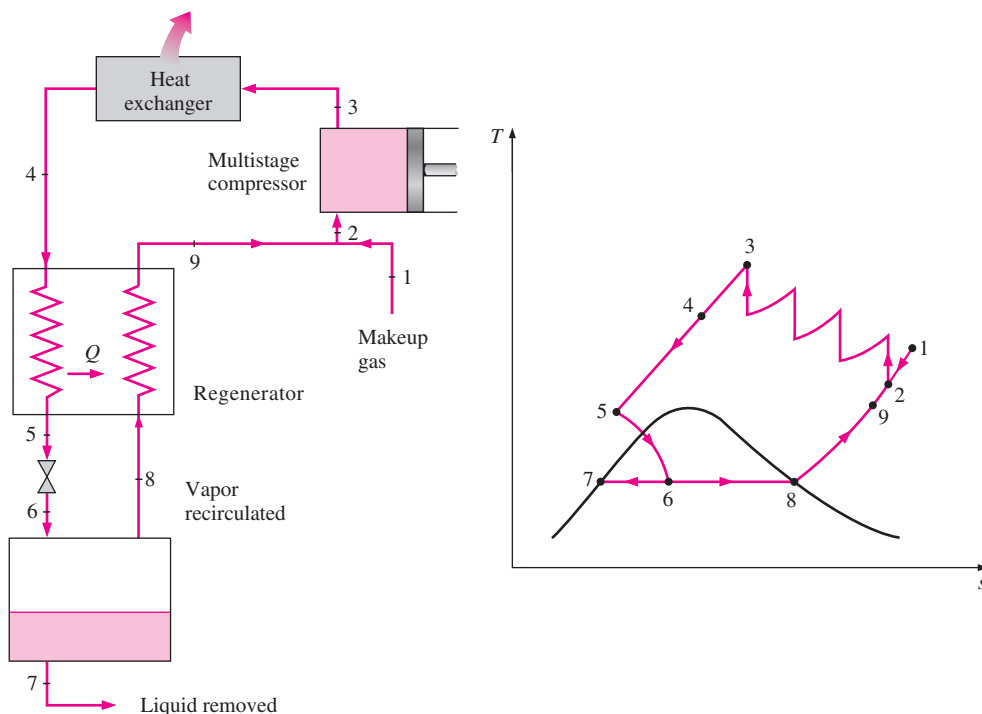 Heat
exchanger
3
Multistage
compressor
4
2
9
1
Makeup
gas
Q
Regenerator
5
8
Vapor
recirculated
6
7
Liquid removed
T
3
4
1
2
5
9
7
6
8
s